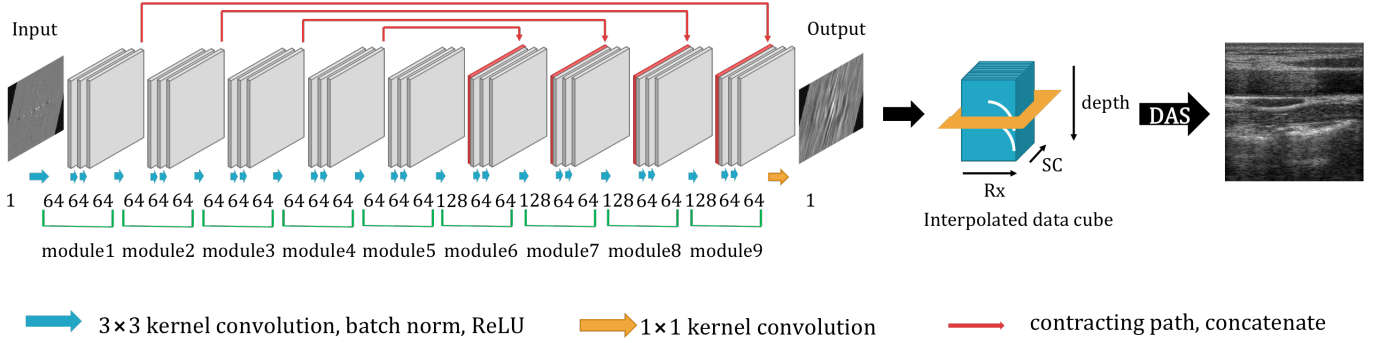 Input
Output
depth
DAS
SC
Rx
1 64 64 64 64 64 64 64 64 64 64 64 64 64 64 64 128 64 64 128 64 64 128 64 64 128 64 64 1
Interpolated data cube
module1 module2 module3 module4 module5 module6 module7 module8 module9
3×3 kernel convolution, batch norm, ReLU
1×1 kernel convolution
contracting path, concatenate